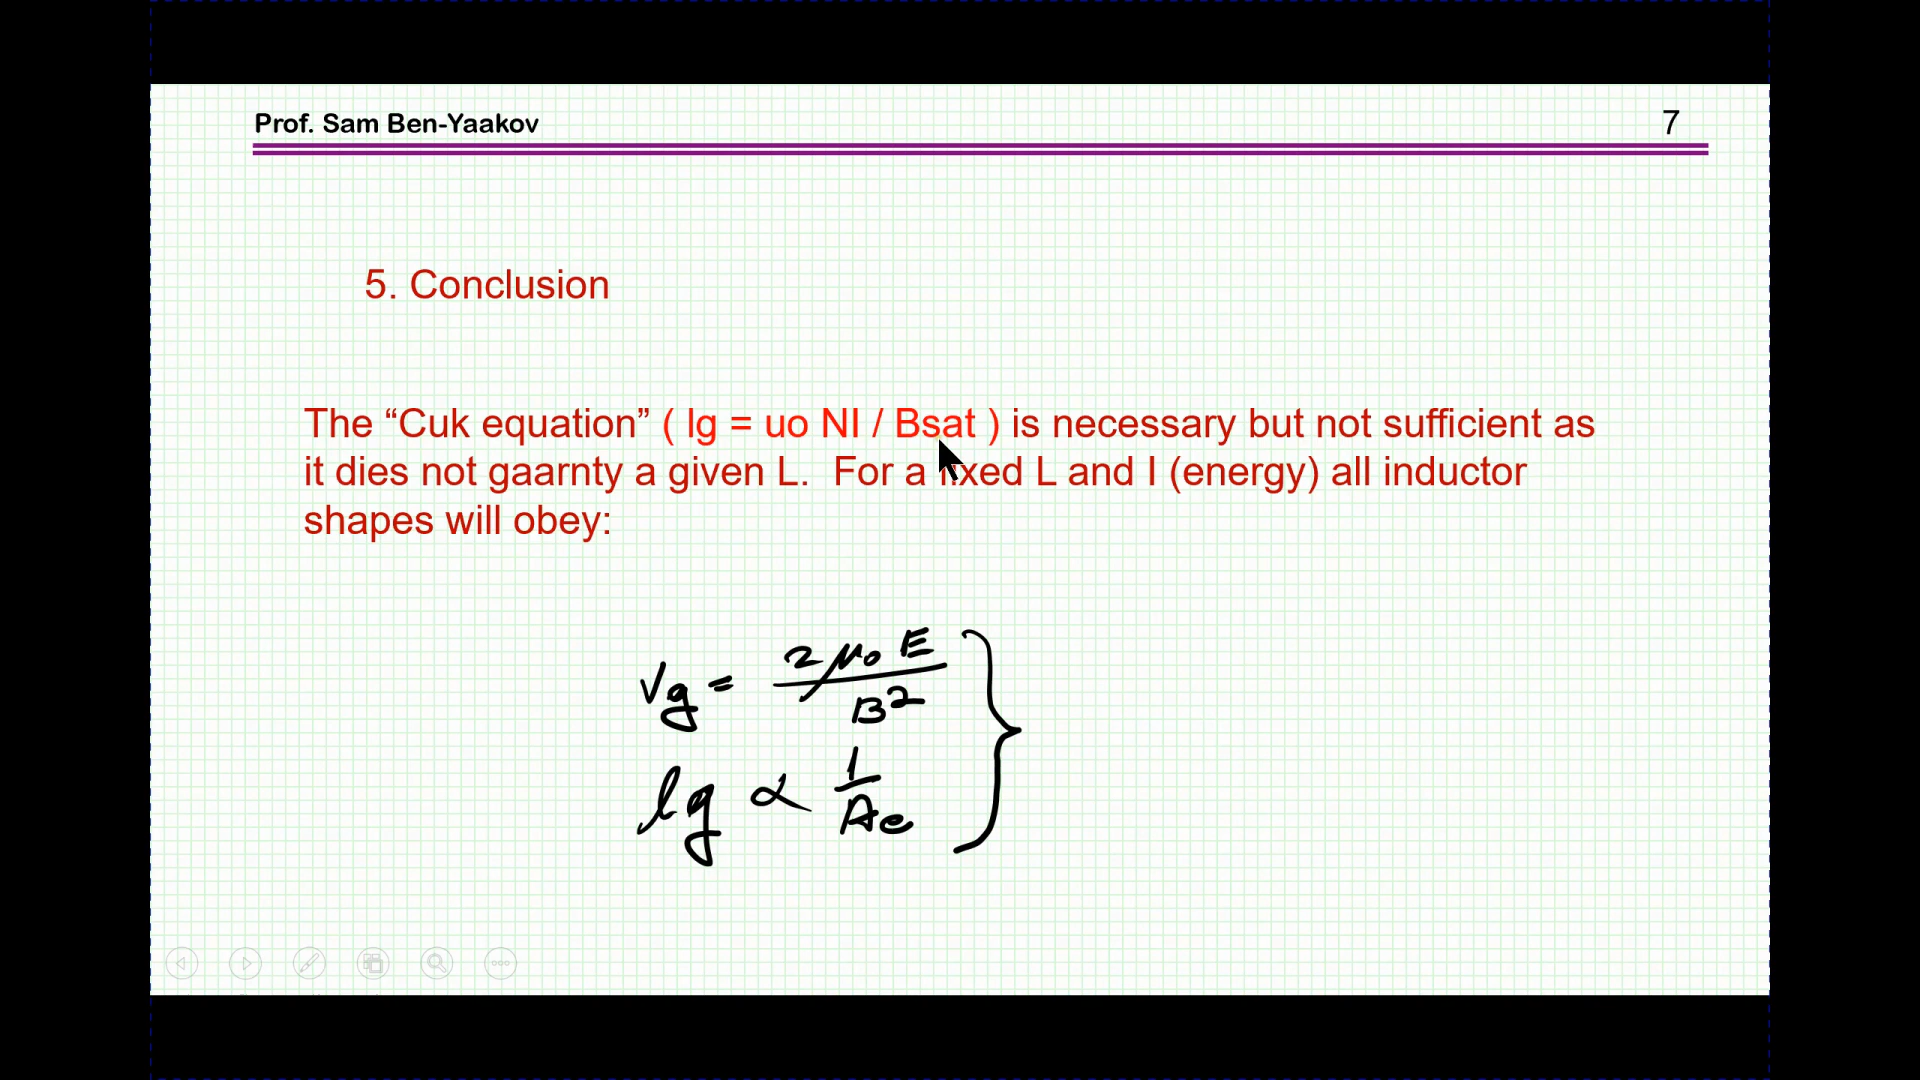 Prof. Sam Ben-Yaakov 7
5. Conclusion
The “Cuk equation” ( lg = uo NI / Bsat ) is necessary but not sufficient as
it dies not gaarnty a given L. For a fixed L and I (energy) all inductor
shapes will obey:
Vg = 2 μ₀ E / B²
lg ∝ 1 / Ae